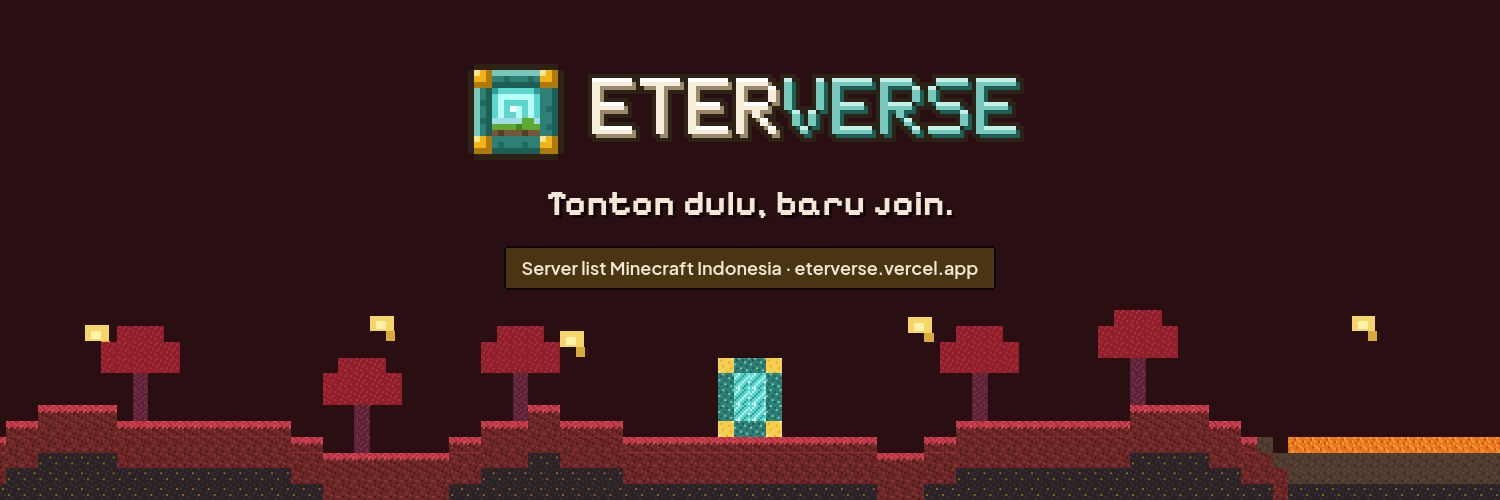 ETERVERSE
Tonton dulu, baru Join.
Server list Minecraft Indonesia · eterverse.vercel.app